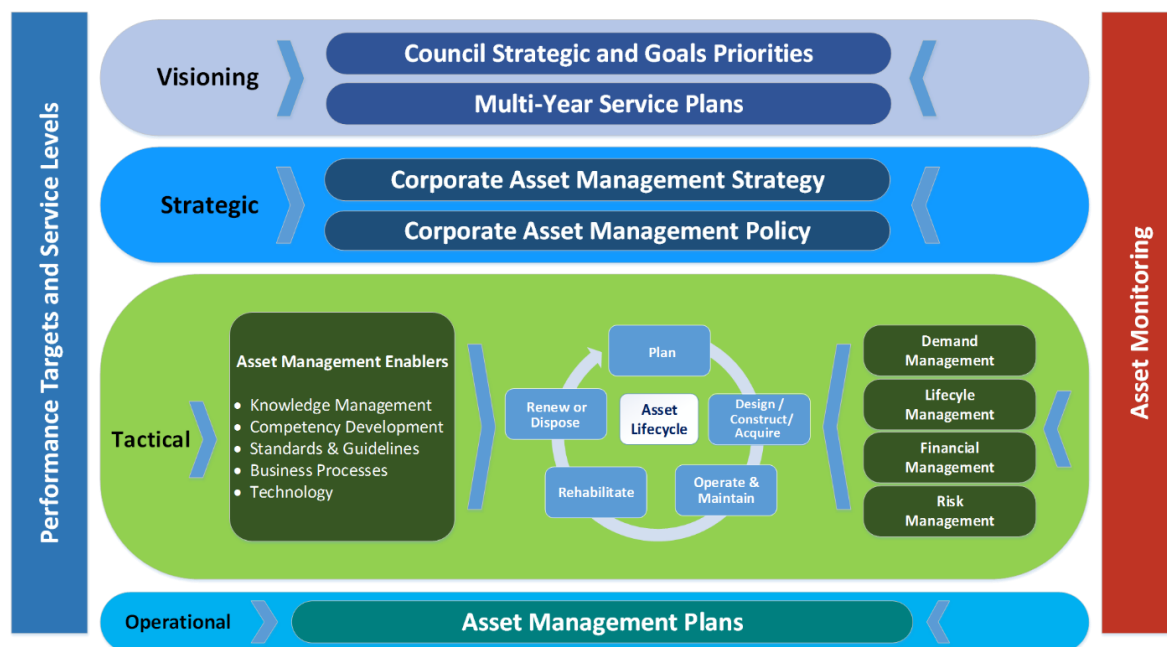 Performance Targets and Service Levels
Visioning
Council Strategic and Goals Priorities
Multi-Year Service Plans
Strategic
Corporate Asset Management Strategy
Corporate Asset Management Policy
Tactical
Asset Management Enablers
• Knowledge Management
• Competency Development
• Standards & Guidelines
• Business Processes
• Technology
Asset
Lifecycle
Plan
Design /
Construct/
Acquire
Operate &
Maintain
Rehabilitate
Renew or
Dispose
Demand
Management
Lifecyle
Management
Financial
Management
Risk
Management
Operational
Asset Management Plans
Asset Monitoring